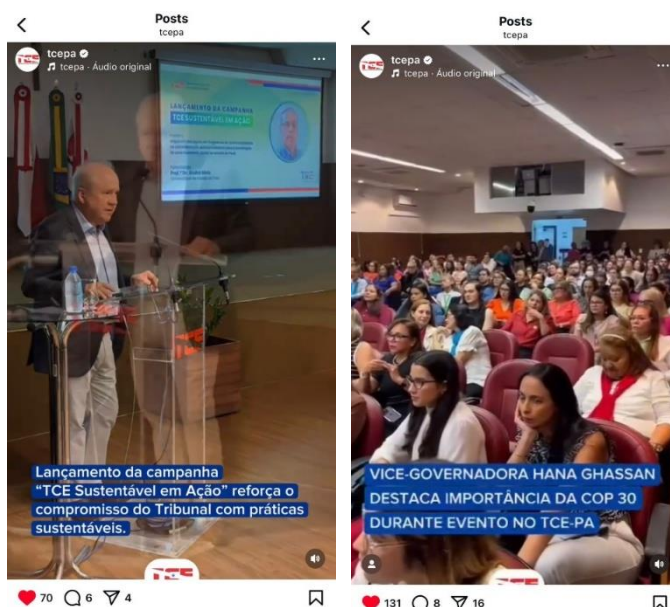 Posts
tcepa
tcepa
tcepa · Áudio original
LANÇAMENTO DA CAMPANHA
TCE SUSTENTÁVEL EM AÇÃO
Lançamento da campanha
“TCE Sustentável em Ação” reforça o
compromisso do Tribunal com práticas
sustentáveis.
70 6 4
Posts
tcepa
tcepa
tcepa · Áudio original
VICE-GOVERNADORA HANA GHASSAN
DESTACA IMPORTÂNCIA DA COP 30
DURANTE EVENTO NO TCE-PA
131 8 16